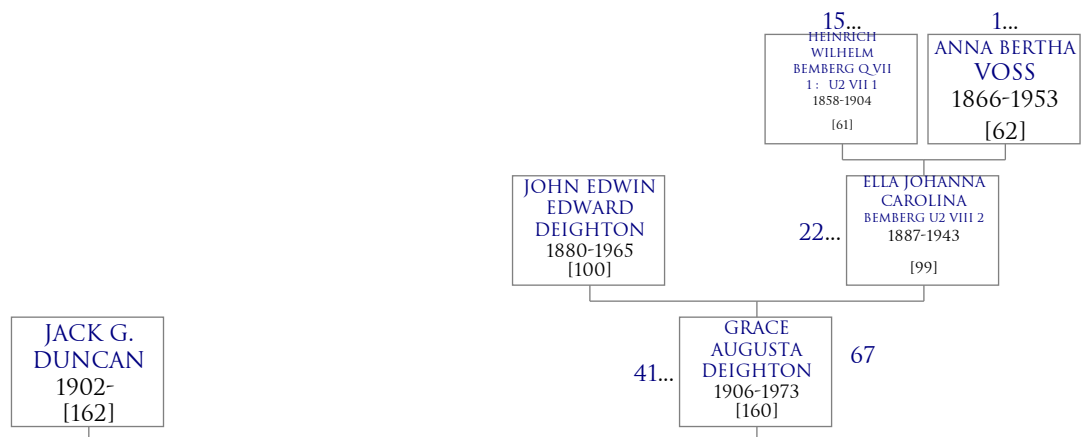 15...
HEINRICH
WILHELM
BEMBERG Q VII
1 : U2 VII 1
1858-1904
[61]
1...
ANNA BERTHA
VOSS
1866-1953
[62]
JOHN EDWIN
EDWARD
DEIGHTON
1880-1965
[100]
22...
ELLA JOHANNA
CAROLINA
BEMBERG U2 VIII 2
1887-1943
[99]
JACK G.
DUNCAN
1902-
[162]
41...
GRACE
AUGUSTA
DEIGHTON
1906-1973
[160]
67